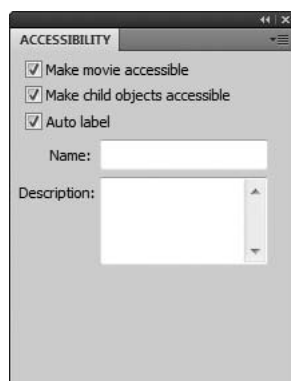 ACCESSIBILITY
Make movie accessible
Make child objects accessible
Auto label
Name:
Description: